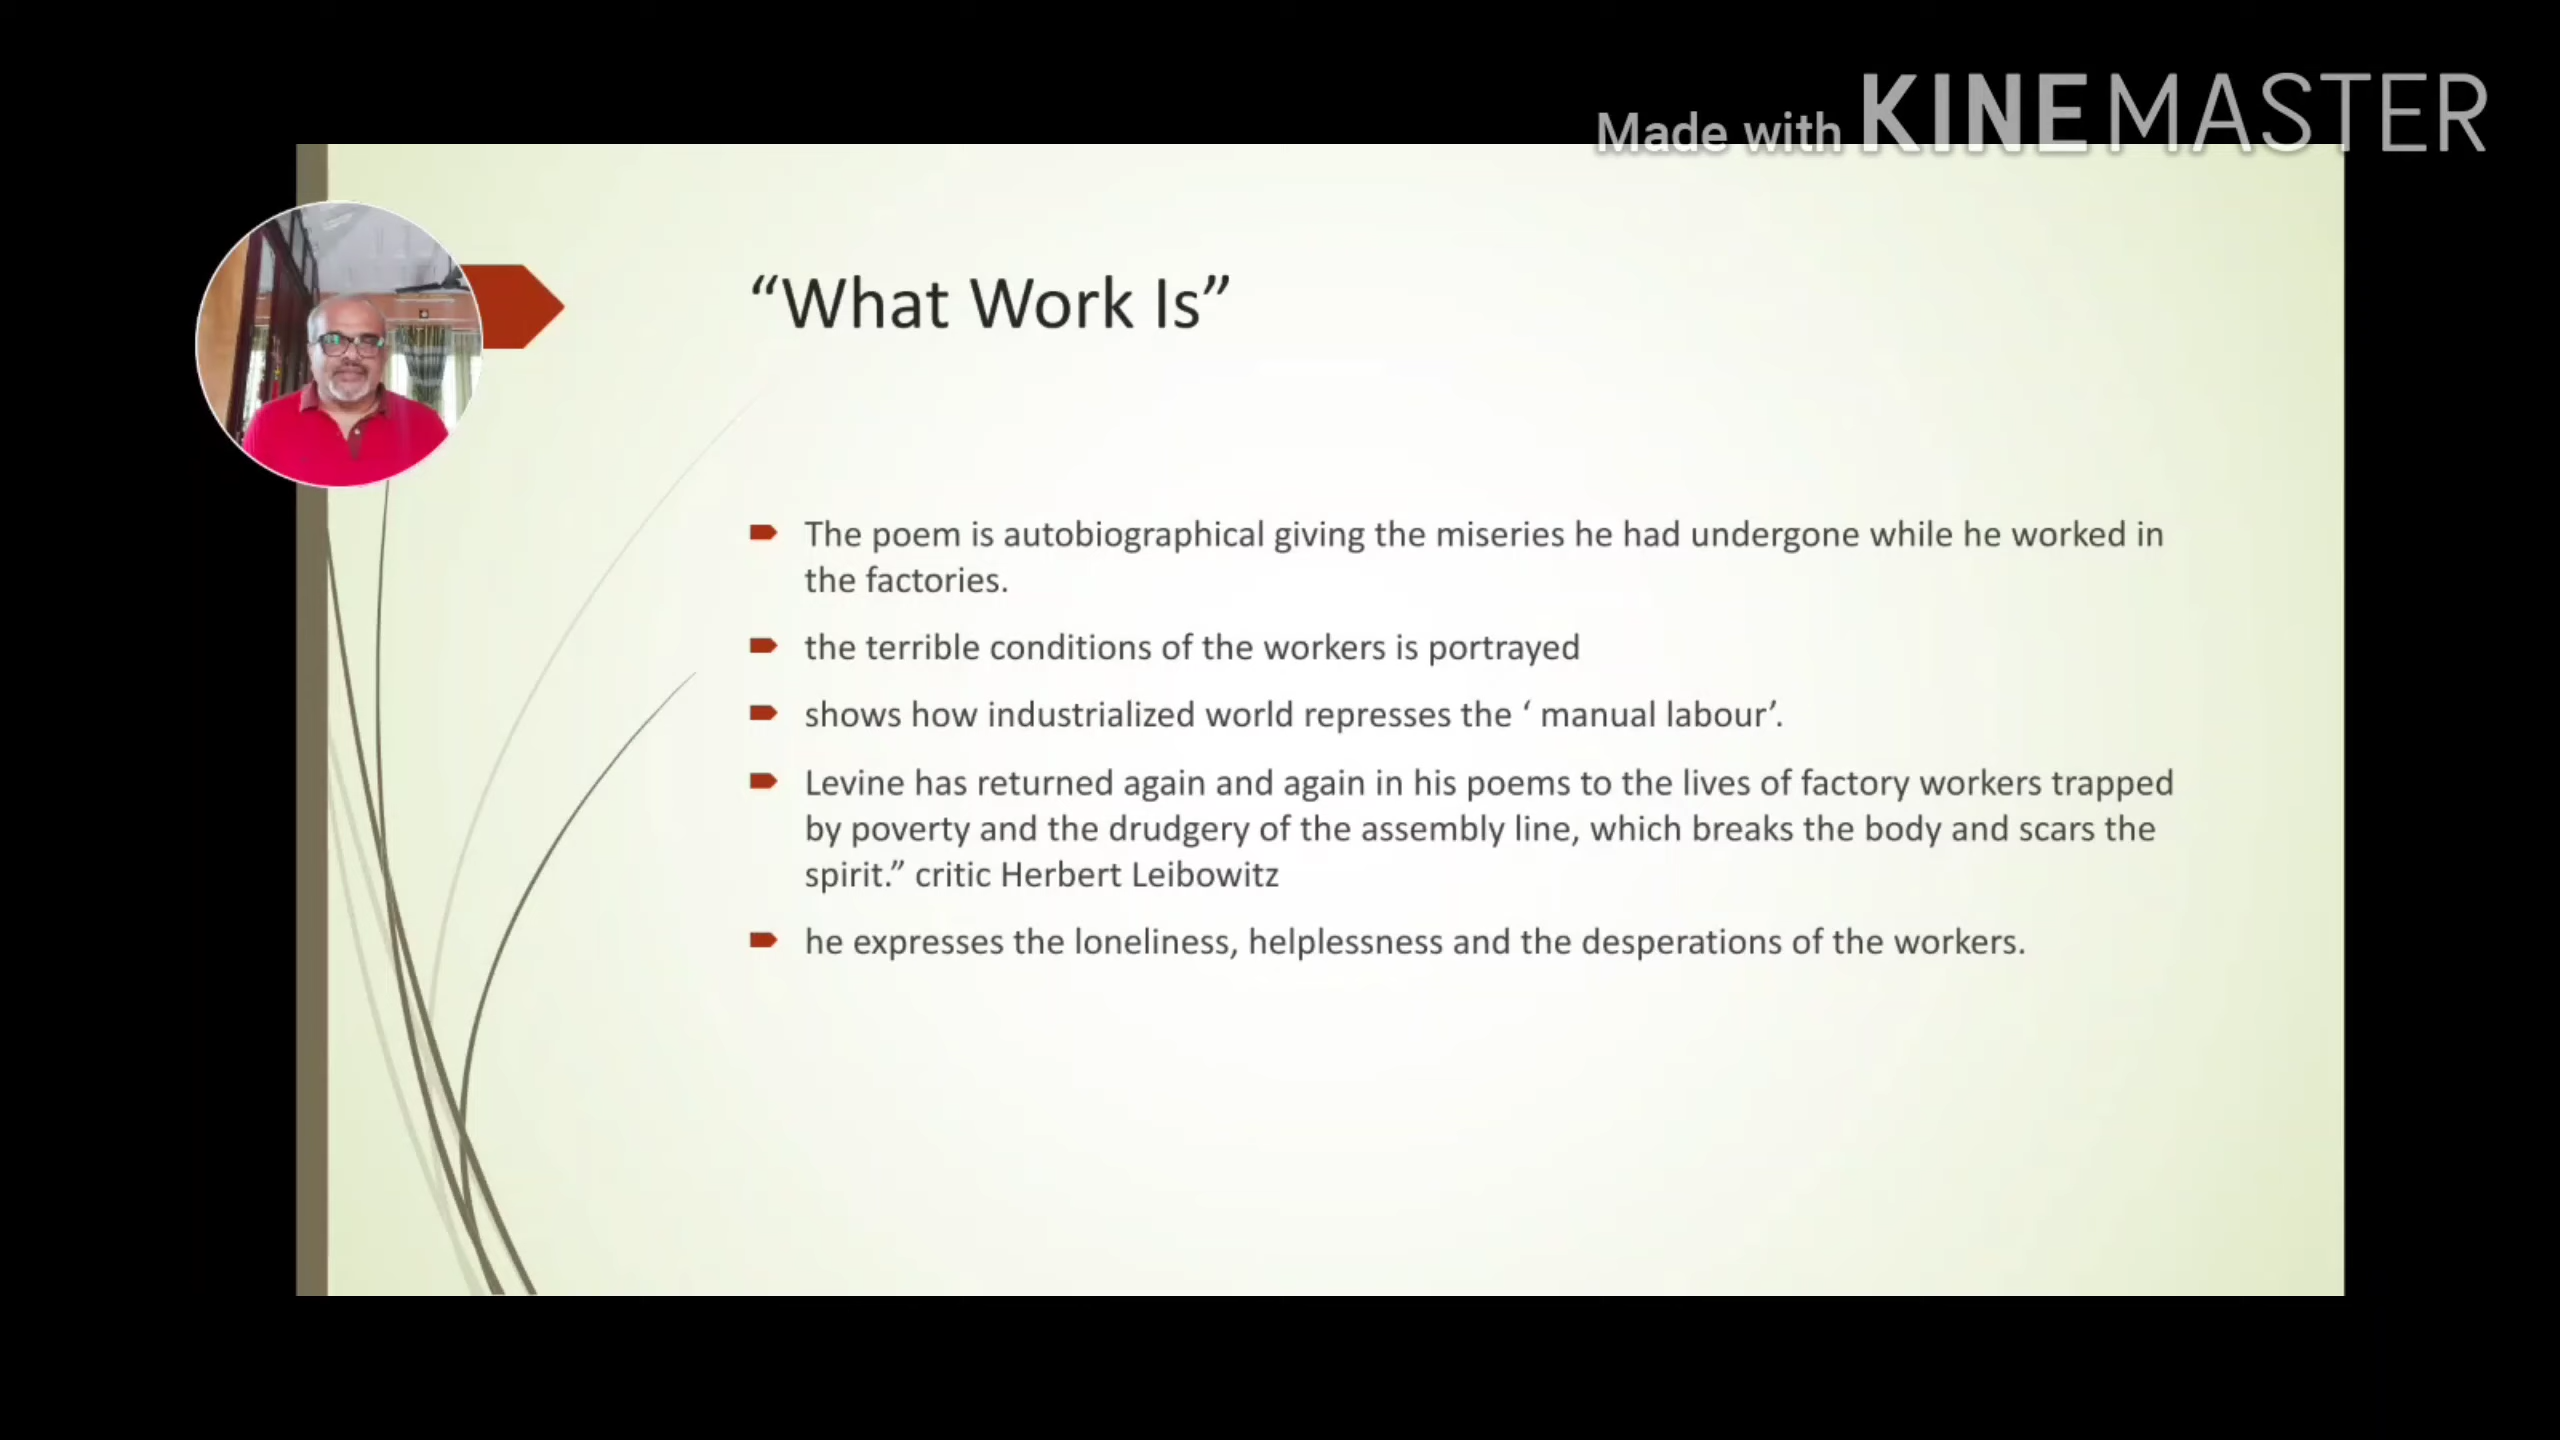 Made with KINEMASTER
“What Work Is”
The poem is autobiographical giving the miseries he had undergone while he worked in
the factories.
the terrible conditions of the workers is portrayed
shows how industrialized world represses the ‘ manual labour’.
Levine has returned again and again in his poems to the lives of factory workers trapped
by poverty and the drudgery of the assembly line, which breaks the body and scars the
spirit.” critic Herbert Leibowitz
he expresses the loneliness, helplessness and the desperations of the workers.